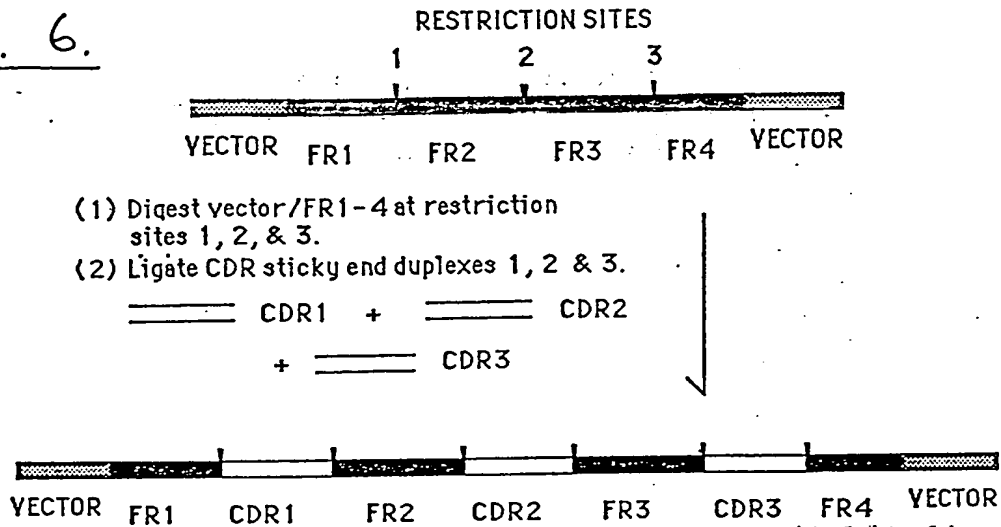 . 6.
RESTRICTION SITES
1 2 3
VECTOR FR1 FR2 FR3 FR4 VECTOR
(1) Digest vector/FR1-4 at restriction
sites 1, 2, & 3.
(2) Ligate CDR sticky end duplexes 1, 2 & 3.
CDR1 + CDR2
+ CDR3
VECTOR FR1 CDR1 FR2 CDR2 FR3 CDR3 FR4 VECTOR